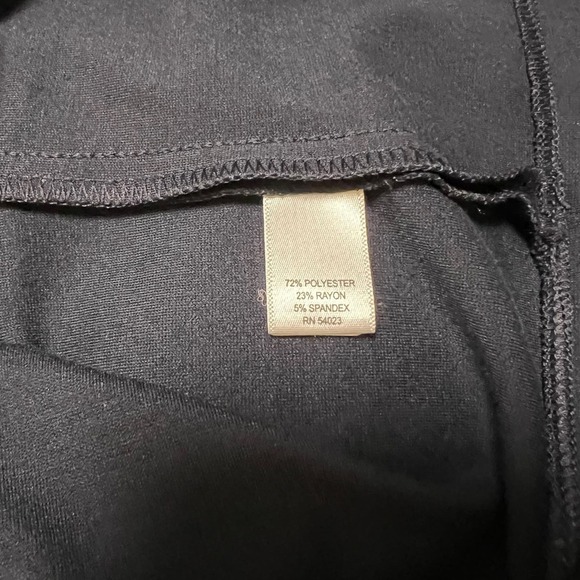 72% POLYESTER
23% RAYON
5% SPANDEX
RN 54023